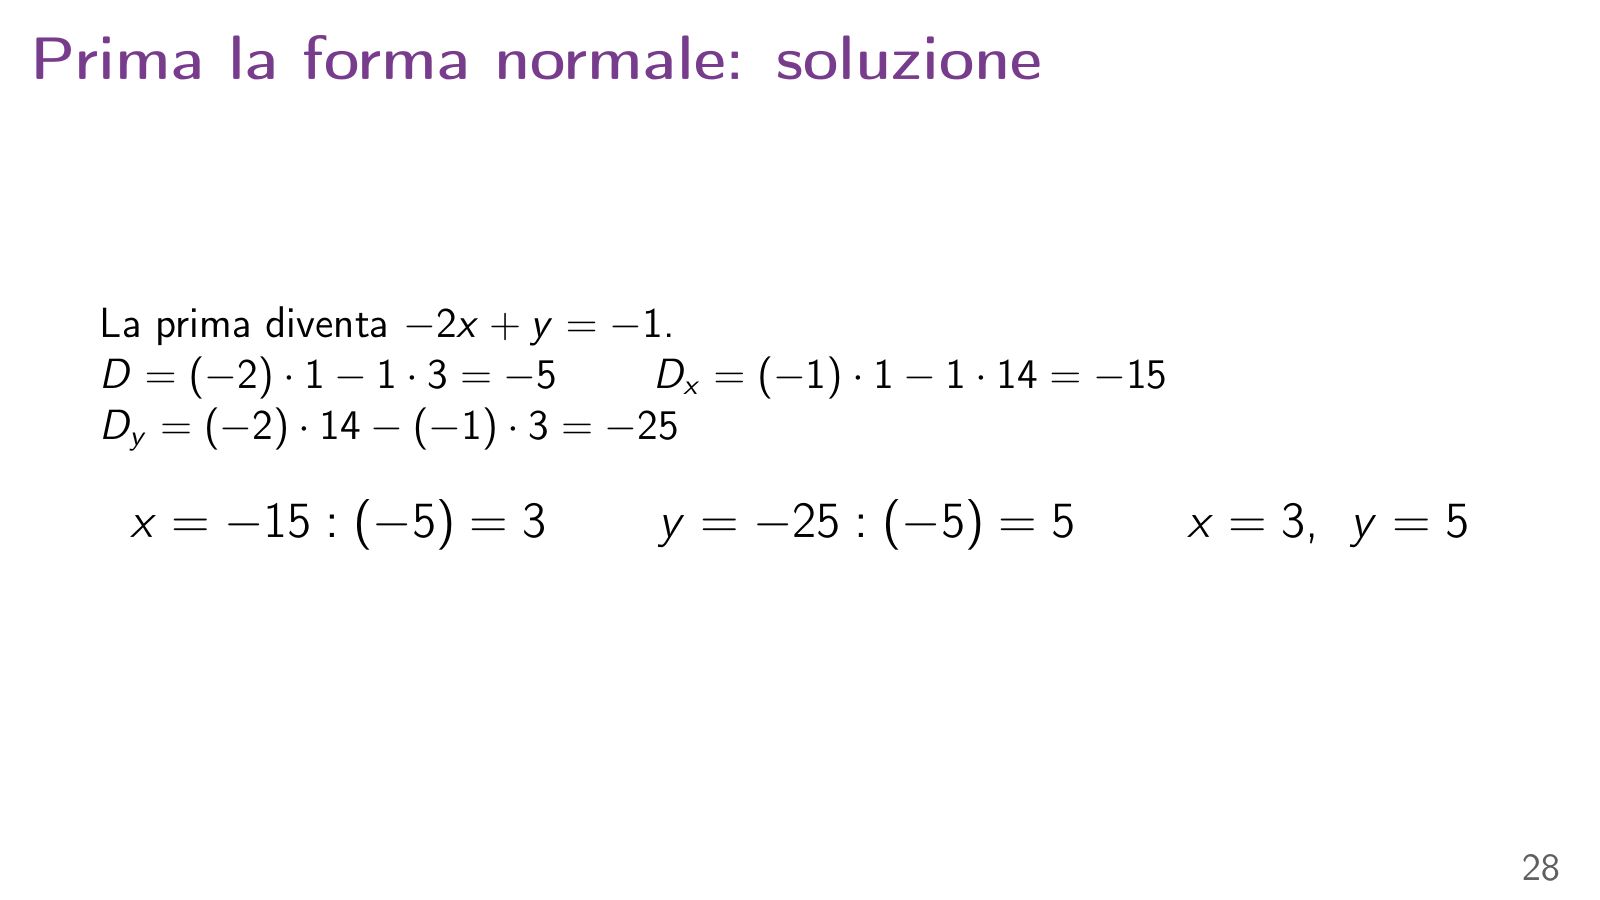 Prima la forma normale: soluzione
La prima diventa −2x + y = −1.
D = (−2) · 1 − 1 · 3 = −5 Dₓ = (−1) · 1 − 1 · 14 = −15
D_y = (−2) · 14 − (−1) · 3 = −25
x = −15 : (−5) = 3 y = −25 : (−5) = 5 x = 3, y = 5
28